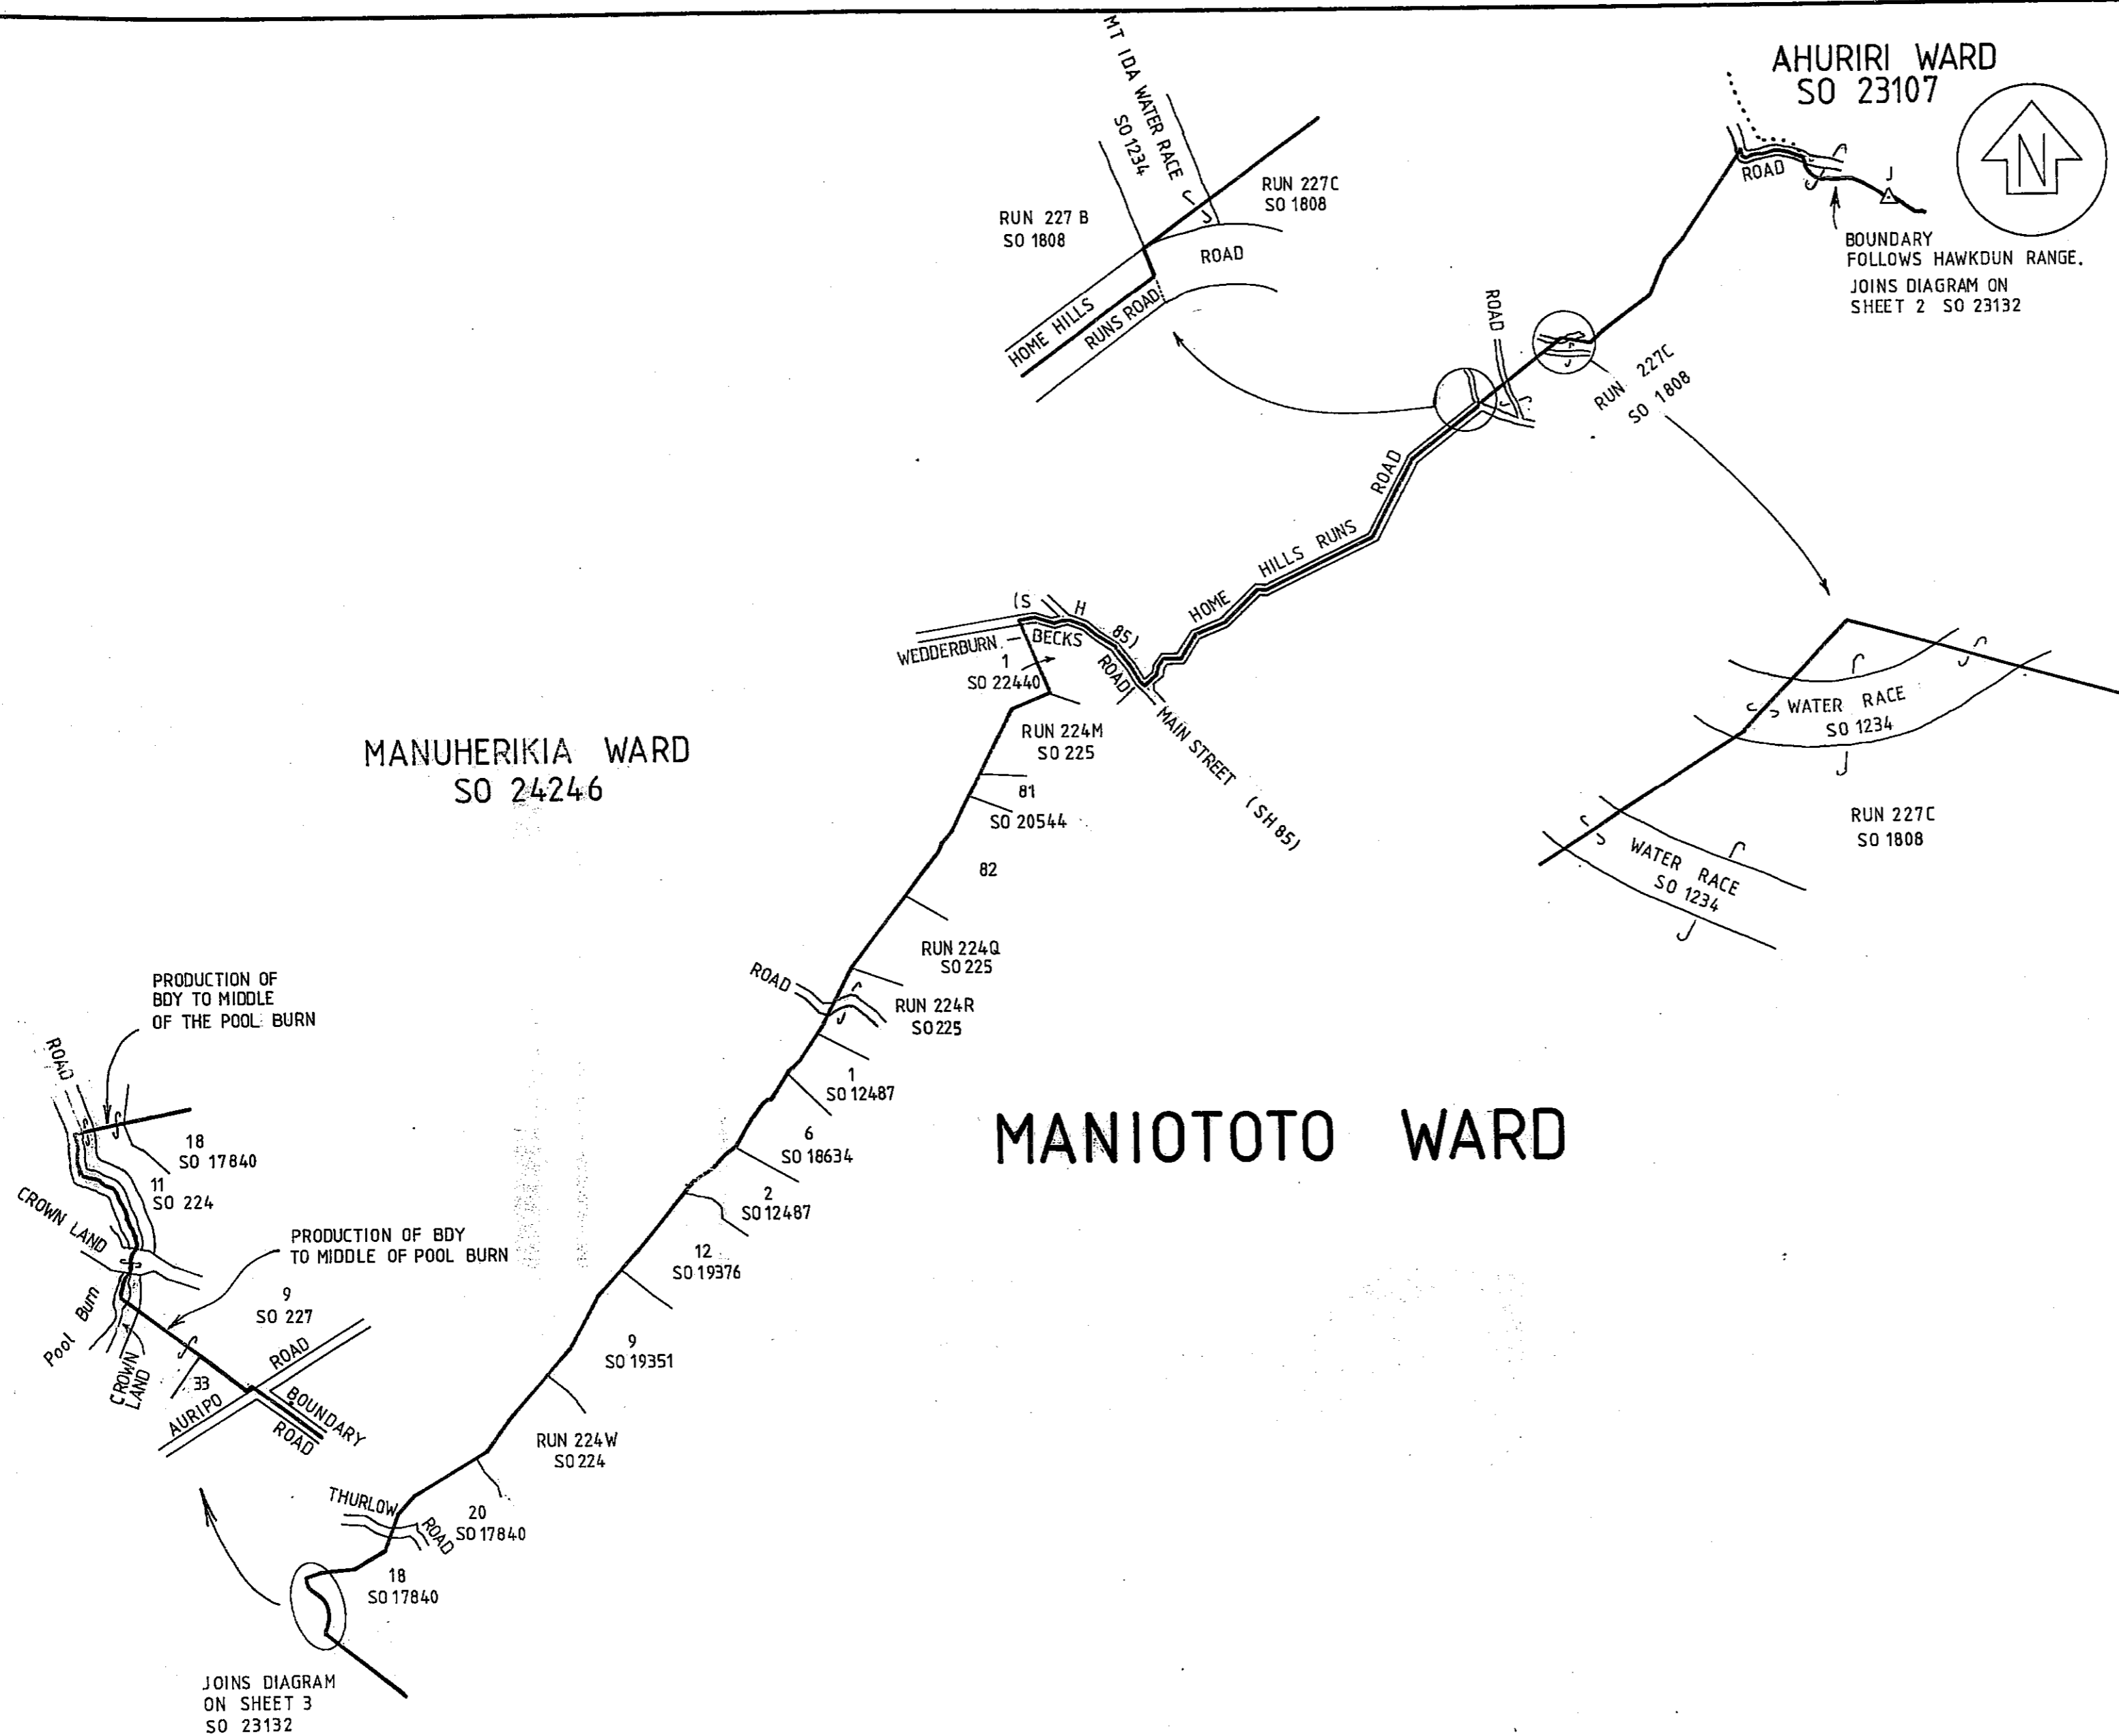 AHURIRI WARD
SO 23107
N
MT IDA WATER RACE
SO 1234
RUN 227C
SO 1808
RUN 227 B
SO 1808
ROAD
HOME HILLS
RUNS ROAD
ROAD
J
BOUNDARY
FOLLOWS HAWKDUN RANGE.
JOINS DIAGRAM ON
SHEET 2 SO 23132
ROAD
RUN 227C
SO 1808
HOME HILLS RUNS ROAD
(S H 85)
WEDDERBURN - BECKS ROAD
1
SO 22440
MAIN STREET (SH 85)
WATER RACE
SO 1234
RUN 227C
SO 1808
WATER RACE
SO 1234
MANUHERIKIA WARD
SO 24246
RUN 224M
SO 225
81
SO 20544
82
RUN 224Q
SO 225
ROAD
RUN 224R
SO 225
1
SO 12487
MANIOTOTO WARD
6
SO 18634
2
SO 12487
12
SO 19376
9
SO 19351
RUN 224W
SO 224
20
SO 17840
THURLOW ROAD
18
SO 17840
PRODUCTION OF
BDY TO MIDDLE
OF THE POOL BURN
ROAD
18
SO 17840
11
SO 224
CROWN LAND
PRODUCTION OF BDY
TO MIDDLE OF POOL BURN
9
SO 227
Pool Burn
CROWN
LAND
33
AURIPO ROAD
BOUNDARY
ROAD
JOINS DIAGRAM
ON SHEET 3
SO 23132